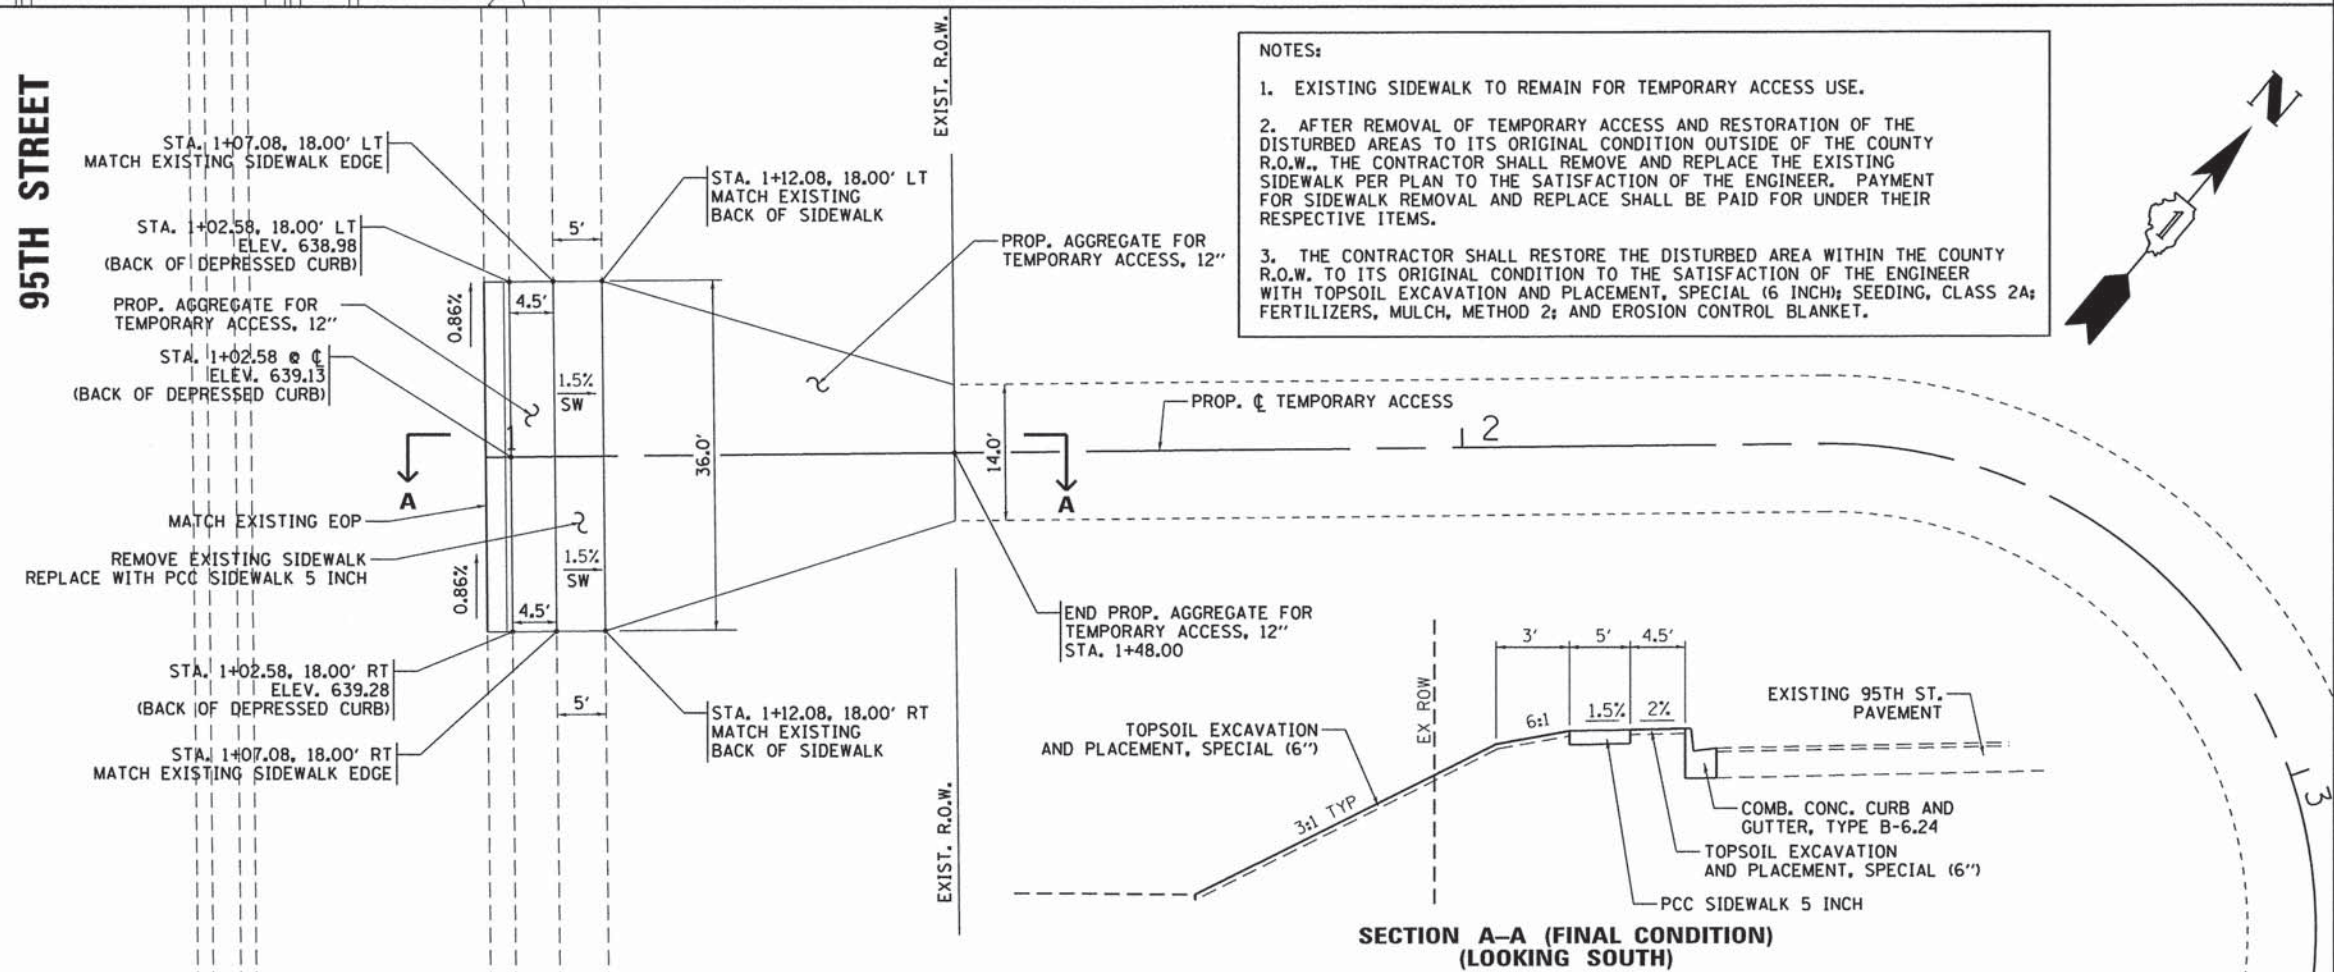 95TH STREET
STA. 1+07.08, 18.00' LT
MATCH EXISTING SIDEWALK EDGE
STA. 1+02.58, 18.00' LT
ELEV. 638.98
(BACK OF DEPRESSED CURB)
PROP. AGGREGATE FOR
TEMPORARY ACCESS, 12"
STA. 1+02.58 @ ℄
ELEV. 639.13
(BACK OF DEPRESSED CURB)
A
MATCH EXISTING EOP
REMOVE EXISTING SIDEWALK
REPLACE WITH PCC SIDEWALK 5 INCH
STA. 1+02.58, 18.00' RT
ELEV. 639.28
(BACK OF DEPRESSED CURB)
STA. 1+07.08, 18.00' RT
MATCH EXISTING SIDEWALK EDGE
0.86%
0.86%
5'
4.5'
1.5%
SW
1
1.5%
SW
4.5'
5'
36.0'
STA. 1+12.08, 18.00' LT
MATCH EXISTING
BACK OF SIDEWALK
STA. 1+12.08, 18.00' RT
MATCH EXISTING
BACK OF SIDEWALK
EXIST. R.O.W.
EXIST. R.O.W.
PROP. AGGREGATE FOR
TEMPORARY ACCESS, 12"
14.0'
A
PROP. ℄ TEMPORARY ACCESS
2
3
END PROP. AGGREGATE FOR
TEMPORARY ACCESS, 12"
STA. 1+48.00
NOTES:
1. EXISTING SIDEWALK TO REMAIN FOR TEMPORARY ACCESS USE.
2. AFTER REMOVAL OF TEMPORARY ACCESS AND RESTORATION OF THE
DISTURBED AREAS TO ITS ORIGINAL CONDITION OUTSIDE OF THE COUNTY
R.O.W., THE CONTRACTOR SHALL REMOVE AND REPLACE THE EXISTING
SIDEWALK PER PLAN TO THE SATISFACTION OF THE ENGINEER. PAYMENT
FOR SIDEWALK REMOVAL AND REPLACE SHALL BE PAID FOR UNDER THEIR
RESPECTIVE ITEMS.
3. THE CONTRACTOR SHALL RESTORE THE DISTURBED AREA WITHIN THE COUNTY
R.O.W. TO ITS ORIGINAL CONDITION TO THE SATISFACTION OF THE ENGINEER
WITH TOPSOIL EXCAVATION AND PLACEMENT, SPECIAL (6 INCH); SEEDING, CLASS 2A;
FERTILIZERS, MULCH, METHOD 2; AND EROSION CONTROL BLANKET.
N
3'
5'
4.5'
6:1
1.5%
2%
EX ROW
3:1 TYP
TOPSOIL EXCAVATION
AND PLACEMENT, SPECIAL (6")
EXISTING 95TH ST.
PAVEMENT
COMB. CONC. CURB AND
GUTTER, TYPE B-6.24
TOPSOIL EXCAVATION
AND PLACEMENT, SPECIAL (6")
PCC SIDEWALK 5 INCH
SECTION A-A (FINAL CONDITION)
(LOOKING SOUTH)